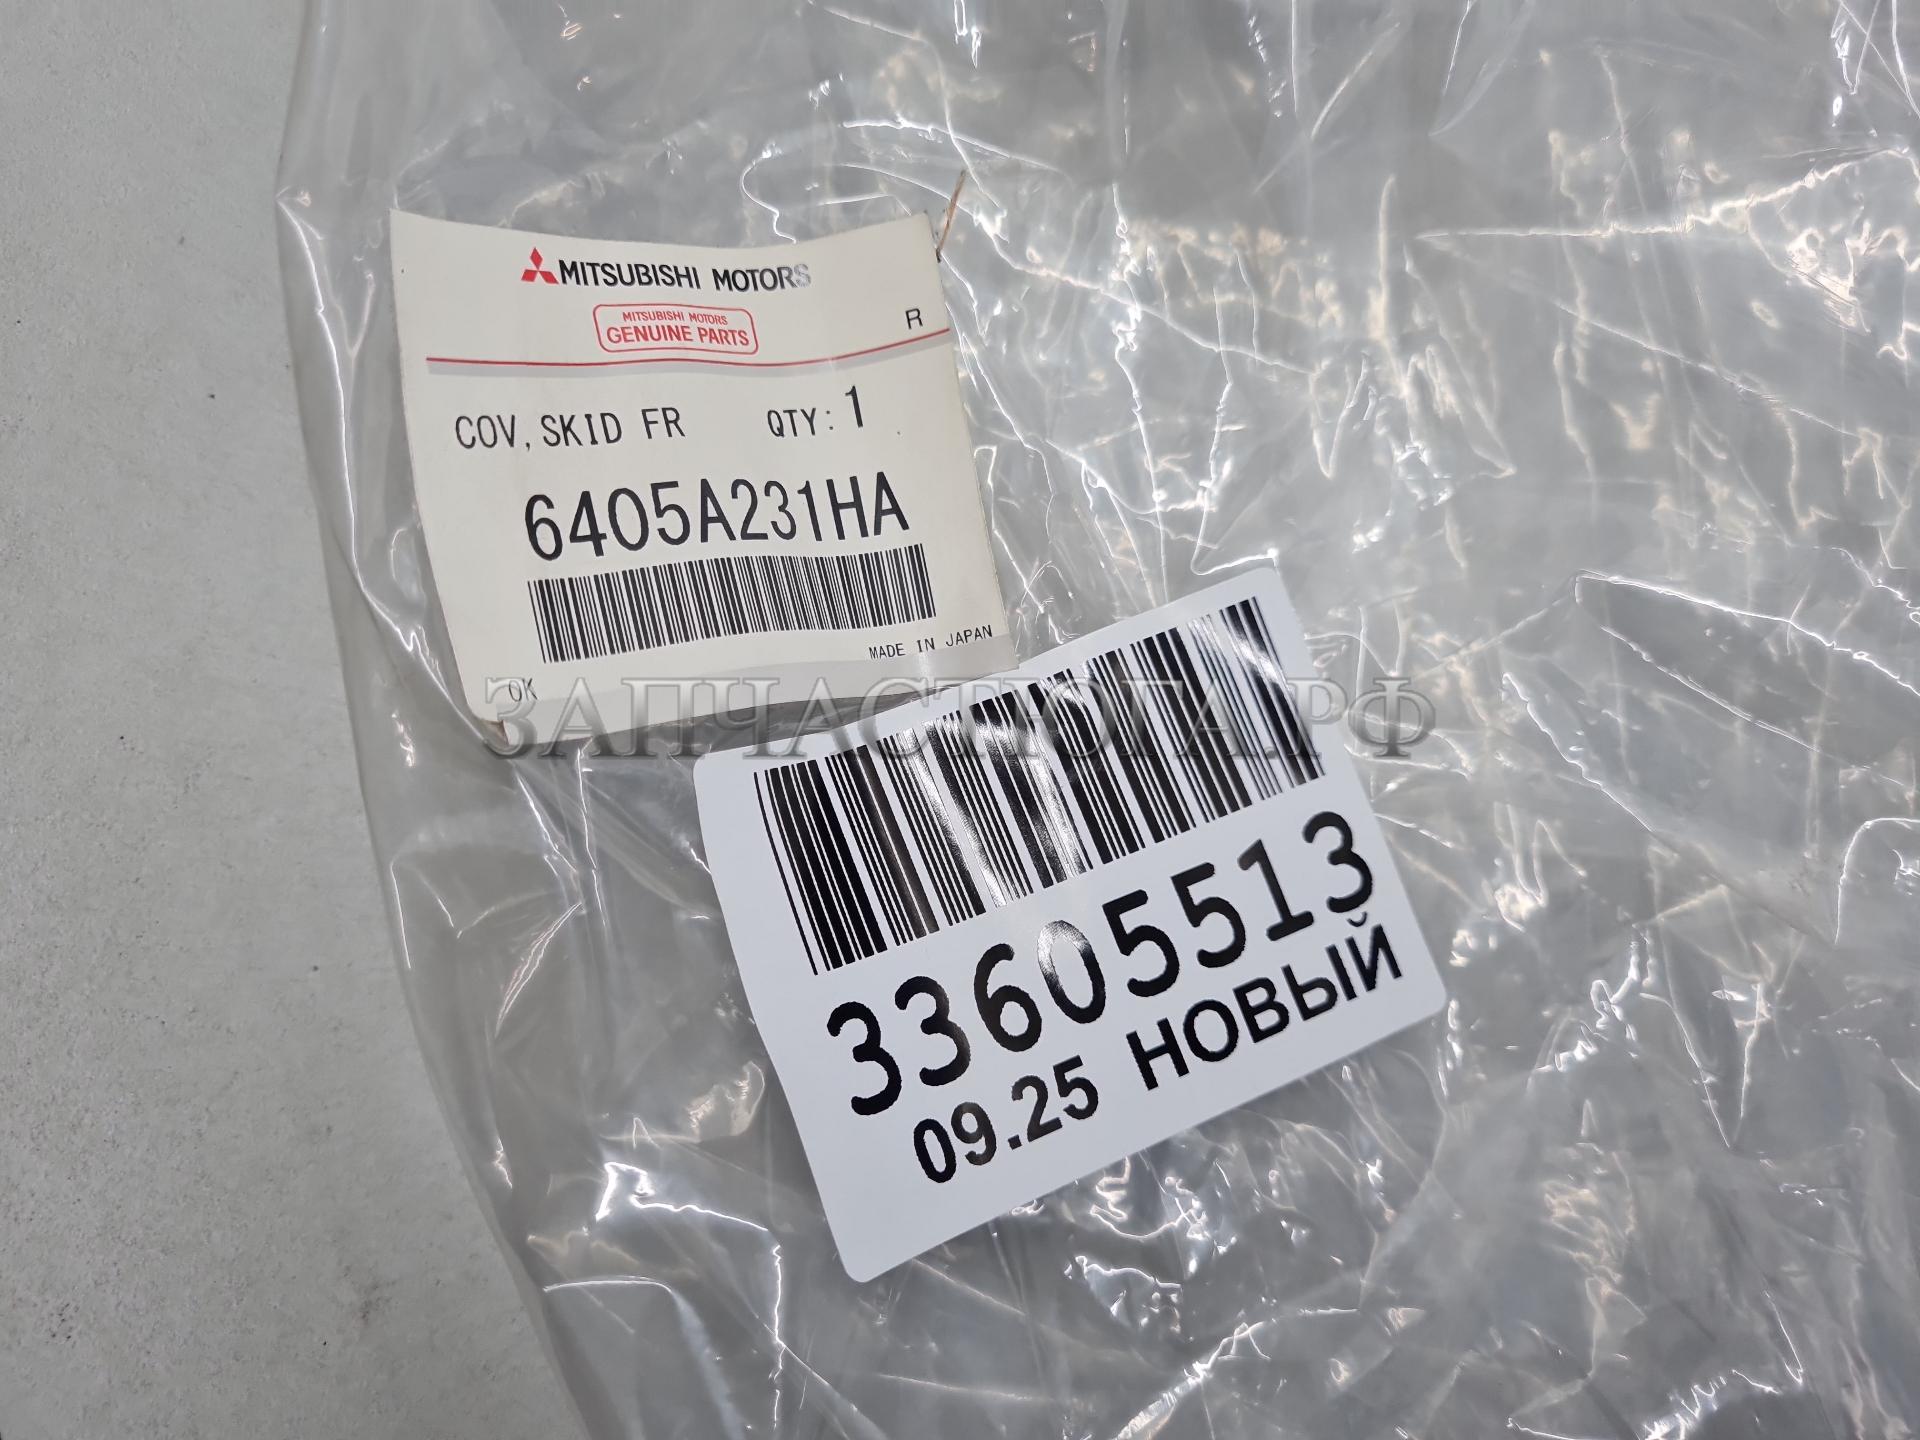 MITSUBISHI MOTORS
MITSUBISHI MOTORS
GENUINE PARTS
R
COV, SKID FR QTY: 1
6405A231HA
MADE IN JAPAN
OK
ЗАПЧАСТЮГА.РФ
33605513
09.25 НОВЫЙ